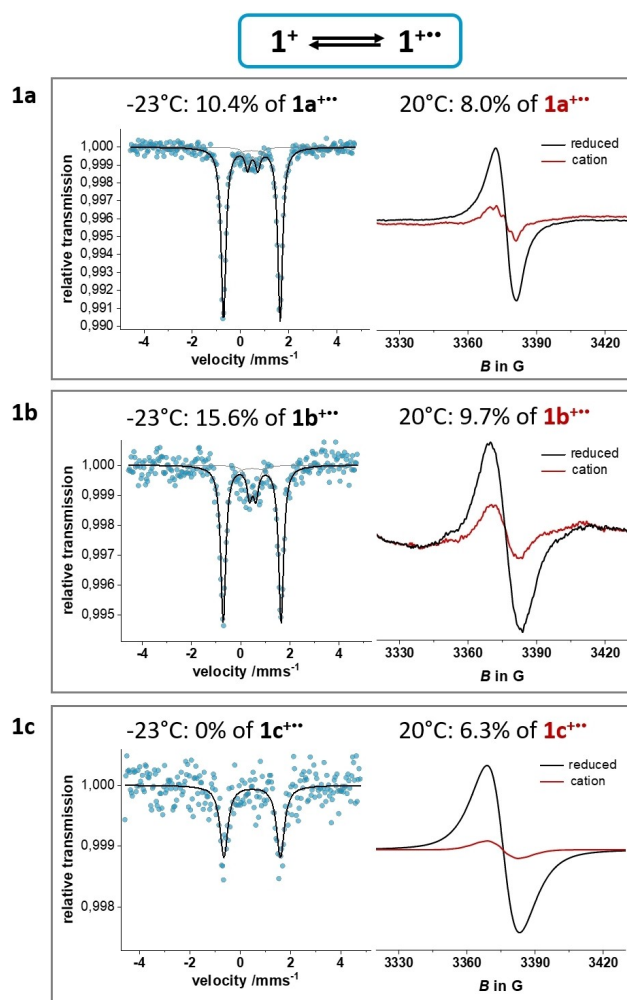 1⁺ ⇌ 1⁺••
1a
-23°C: 10.4% of 1a⁺••
20°C: 8.0% of 1a⁺••
1,000
0,999
0,998
0,997
0,996
0,995
0,994
0,993
0,992
0,991
0,990
relative transmission
-4 -2 0 2 4
velocity /mms⁻¹
reduced
cation
3330 3360 3390 3420
B in G
1b
-23°C: 15.6% of 1b⁺••
20°C: 9.7% of 1b⁺••
1,000
0,999
0,998
0,997
0,996
0,995
relative transmission
-4 -2 0 2 4
velocity /mms⁻¹
reduced
cation
3330 3360 3390 3420
B in G
1c
-23°C: 0% of 1c⁺••
20°C: 6.3% of 1c⁺••
1,000
0,999
0,998
relative transmission
-4 -2 0 2 4
velocity /mms⁻¹
reduced
cation
3330 3360 3390 3420
B in G